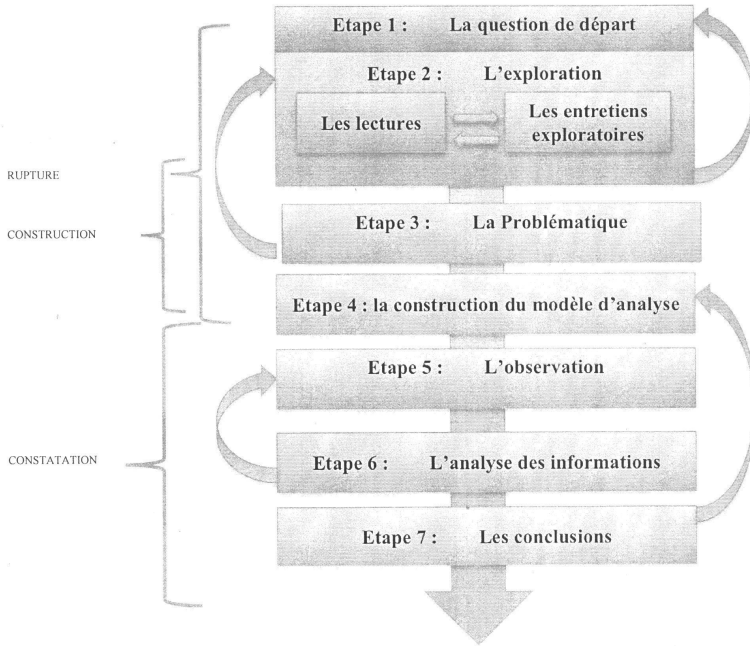 Etape 1 : La question de départ
Etape 2 : L'exploration
Les lectures
Les entretiens
exploratoires
RUPTURE
CONSTRUCTION
Etape 3 : La Problématique
Etape 4 : la construction du modèle d'analyse
Etape 5 : L'observation
CONSTATATION
Etape 6 : L'analyse des informations
Etape 7 : Les conclusions